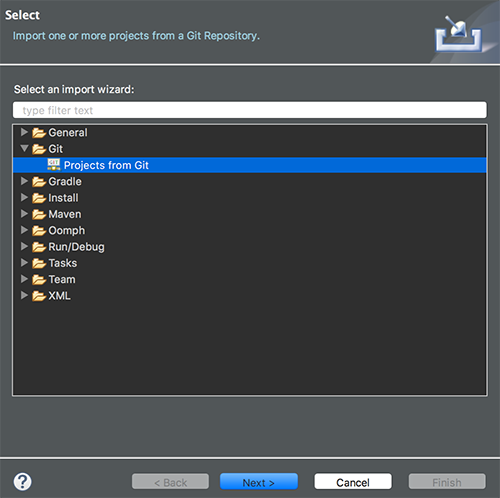 Select
Import one or more projects from a Git Repository.
Select an import wizard:
type filter text
General
Git
GIT
Projects from Git
Gradle
Install
Maven
Oomph
Run/Debug
Tasks
Team
XML
?
< Back
Next >
Cancel
Finish